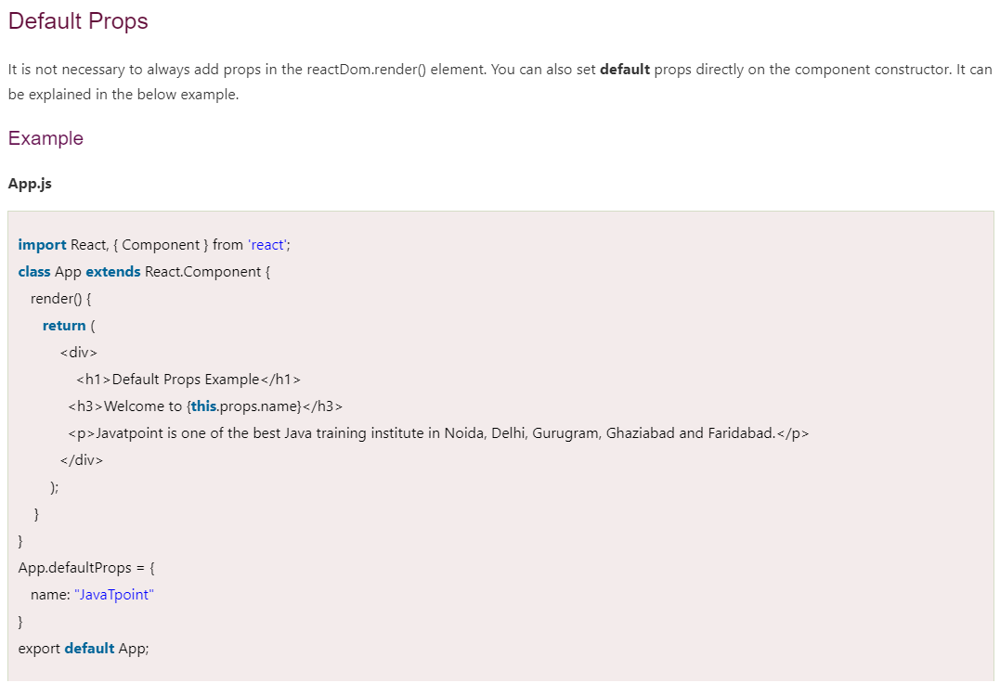 Default Props
It is not necessary to always add props in the reactDom.render() element. You can also set default props directly on the component constructor. It can
be explained in the below example.
Example
App.js
import React, { Component } from 'react';
class App extends React.Component {
render() {
return (
<div>
<h1>Default Props Example</h1>
<h3>Welcome to {this.props.name}</h3>
<p>Javatpoint is one of the best Java training institute in Noida, Delhi, Gurugram, Ghaziabad and Faridabad.</p>
</div>
);
}
}
App.defaultProps = {
name: "JavaTpoint"
}
export default App;